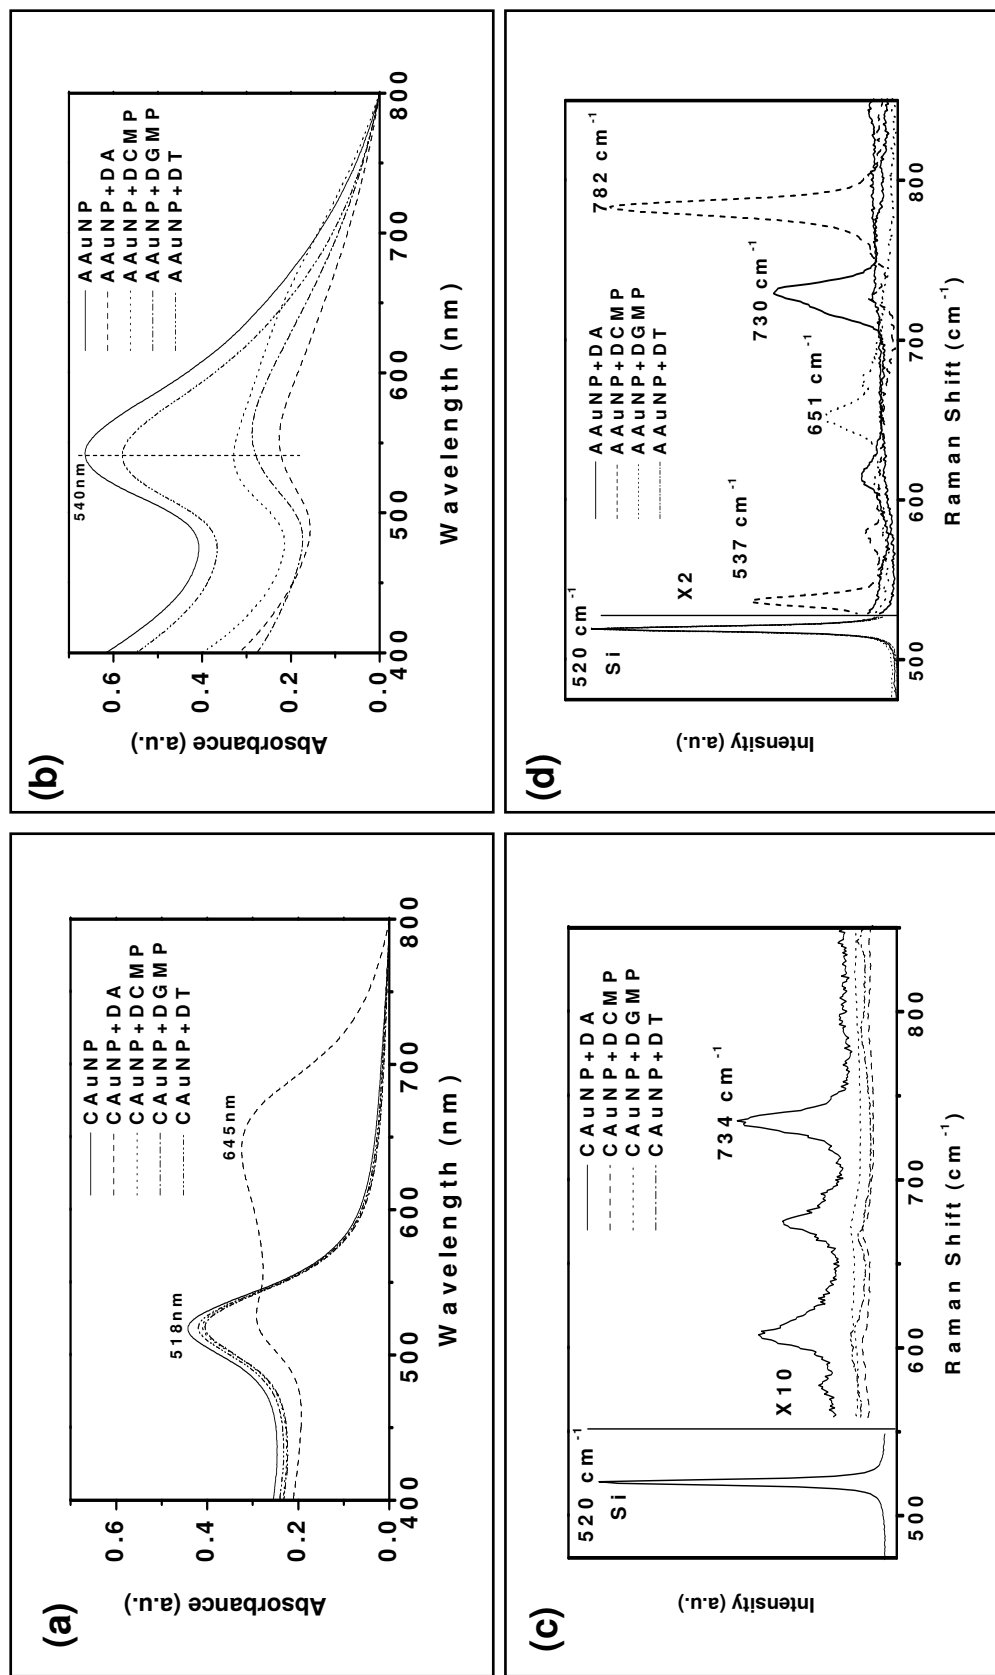 (a)
Absorbance (a.u.)
0.6
0.4
0.2
0.0
400
500
600
700
800
Wavelength (nm)
518nm
645nm
CAuNP
CAuNP+DA
CAuNP+DCMP
CAuNP+DGMP
CAuNP+DT
(b)
Absorbance (a.u.)
0.6
0.4
0.2
0.0
400
500
600
700
800
Wavelength (nm)
540nm
AAuNP
AAuNP+DA
AAuNP+DCMP
AAuNP+DGMP
AAuNP+DT
(c)
Intensity (a.u.)
500
600
700
800
Raman Shift (cm⁻¹)
520 cm⁻¹
Si
X10
734 cm⁻¹
CAuNP+DA
CAuNP+DCMP
CAuNP+DGMP
CAuNP+DT
(d)
Intensity (a.u.)
500
600
700
800
Raman Shift (cm⁻¹)
520 cm⁻¹
Si
X2
537 cm⁻¹
651 cm⁻¹
730 cm⁻¹
782 cm⁻¹
AAuNP+DA
AAuNP+DCMP
AAuNP+DGMP
AAuNP+DT